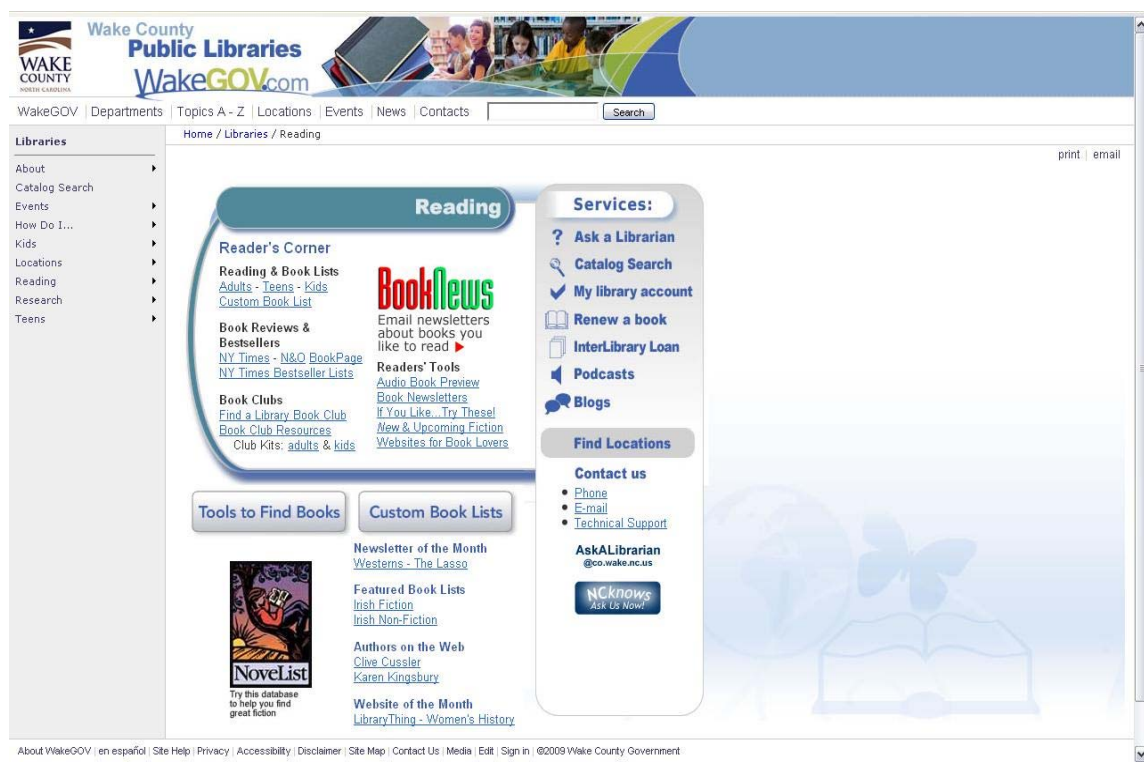 WAKE
COUNTY
NORTH CAROLINA
Wake County
Public Libraries
WakeGOV.com
WakeGOV | Departments | Topics A - Z | Locations | Events | News | Contacts
Search
Libraries
About
Catalog Search
Events
How Do I...
Kids
Locations
Reading
Research
Teens
Home / Libraries / Reading
print | email
Reading
Reader's Corner
Reading & Book Lists
Adults - Teens - Kids
Custom Book List
Book Reviews &
Bestsellers
NY Times - N&O BookPage
NY Times Bestseller Lists
Book Clubs
Find a Library Book Club
Book Club Resources
Club Kits: adults & kids
BookNews
Email newsletters
about books you
like to read
Readers' Tools
Audio Book Preview
Book Newsletters
If You Like...Try These!
New & Upcoming Fiction
Websites for Book Lovers
Services:
? Ask a Librarian
Catalog Search
My library account
Renew a book
InterLibrary Loan
Podcasts
Blogs
Find Locations
Contact us
• Phone
• E-mail
• Technical Support
AskALibrarian
@co.wake.nc.us
NCknows
Ask Us Now!
Tools to Find Books
Custom Book Lists
NoveList
Try this database
to help you find
great fiction
Newsletter of the Month
Westerns - The Lasso
Featured Book Lists
Irish Fiction
Irish Non-Fiction
Authors on the Web
Clive Cussler
Karen Kingsbury
Website of the Month
LibraryThing - Women's History
About WakeGOV | en español | Site Help | Privacy | Accessibility | Disclaimer | Site Map | Contact Us | Media | Edit | Sign in | ©2009 Wake County Government